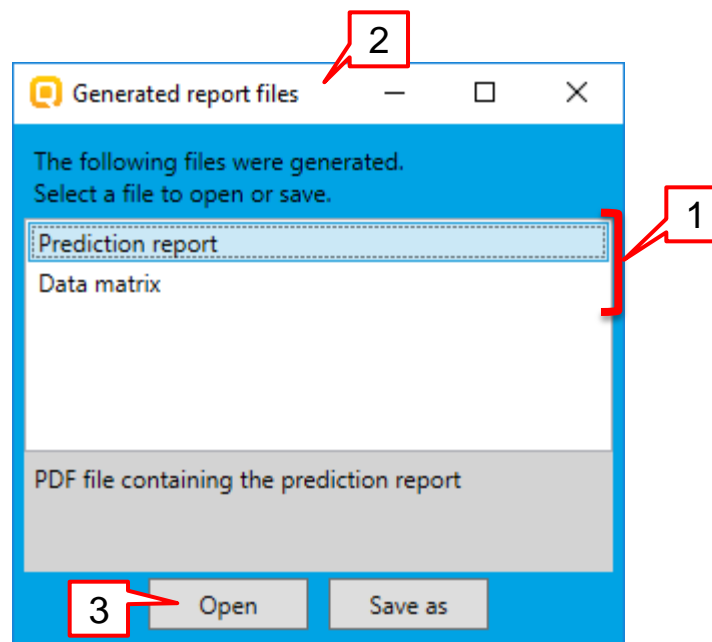 2
Generated report files
The following files were generated.
Select a file to open or save.
1
Prediction report
Data matrix
PDF file containing the prediction report
3
Open
Save as